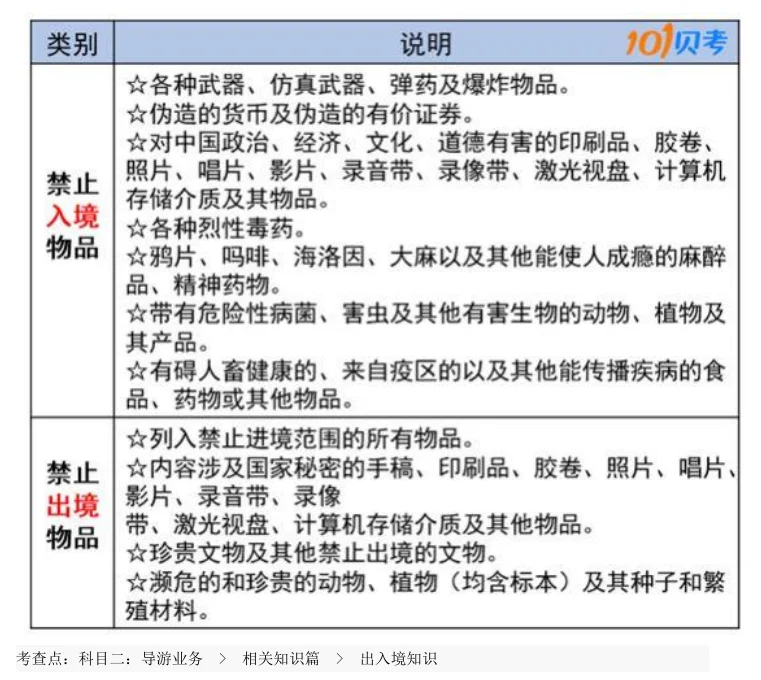 类别
说明
101贝考
禁止
入境
物品
☆各种武器、仿真武器、弹药及爆炸物品。
☆伪造的货币及伪造的有价证券。
☆对中国政治、经济、文化、道德有害的印刷品、胶卷、
照片、唱片、影片、录音带、录像带、激光视盘、计算机
存储介质及其物品。
☆各种烈性毒药。
☆鸦片、吗啡、海洛因、大麻以及其他能使人成瘾的麻醉
品、精神药物。
☆带有危险性病菌、害虫及其他有害生物的动物、植物及
其产品。
☆有碍人畜健康的、来自疫区的以及其他能传播疾病的食
品、药物或其他物品。
禁止
出境
物品
☆列入禁止进境范围的所有物品。
☆内容涉及国家秘密的手稿、印刷品、胶卷、照片、唱片、
影片、录音带、录像
带、激光视盘、计算机存储介质及其他物品。
☆珍贵文物及其他禁止出境的文物。
☆濒危的和珍贵的动物、植物（均含标本）及其种子和繁
殖材料。
考查点：科目二：导游业务 > 相关知识篇 > 出入境知识